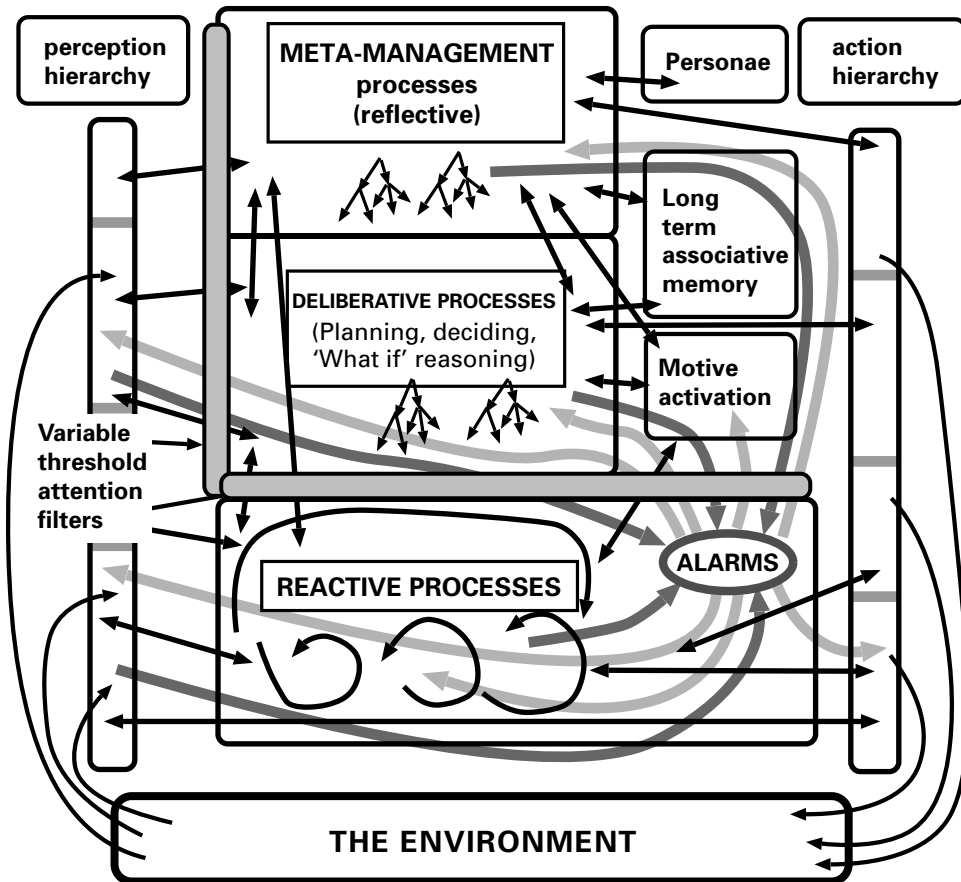 perception
hierarchy
META-MANAGEMENT
processes
(reflective)
Personae
action
hierarchy
Long
term
associative
memory
DELIBERATIVE PROCESSES
(Planning, deciding,
‘What if’ reasoning)
Motive
activation
Variable
threshold
attention
filters
ALARMS
REACTIVE PROCESSES
THE ENVIRONMENT